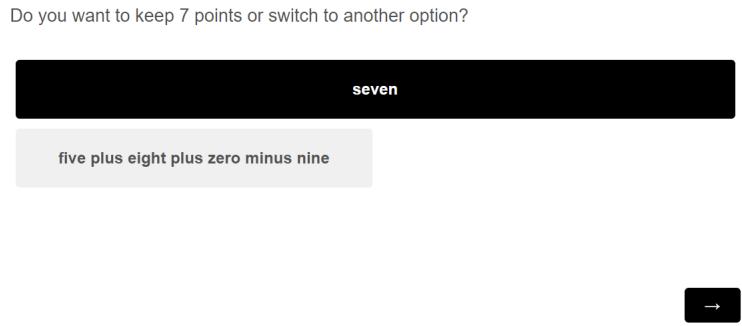 Do you want to keep 7 points or switch to another option?
seven
five plus eight plus zero minus nine
→